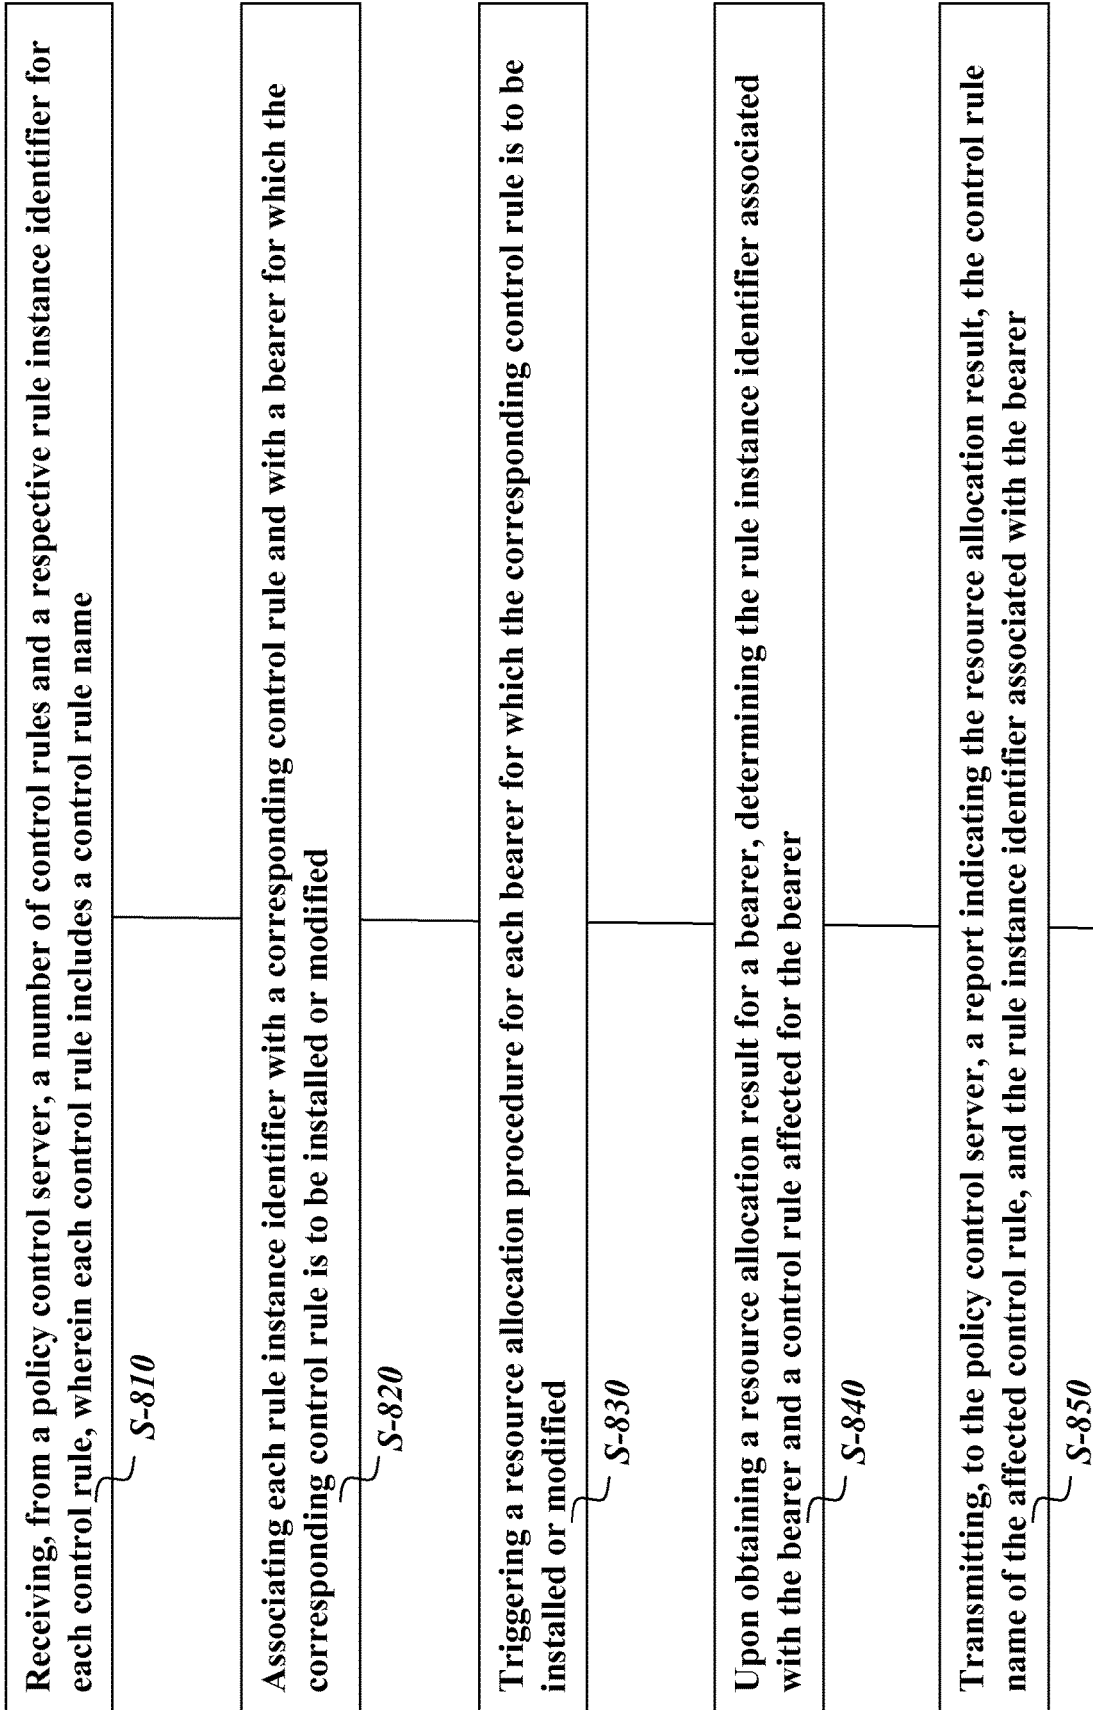 Receiving, from a policy control server, a number of control rules and a respective rule instance identifier for
each control rule, wherein each control rule includes a control rule name
S-810
Associating each rule instance identifier with a corresponding control rule and with a bearer for which the
corresponding control rule is to be installed or modified
S-820
Triggering a resource allocation procedure for each bearer for which the corresponding control rule is to be
installed or modified
S-830
Upon obtaining a resource allocation result for a bearer, determining the rule instance identifier associated
with the bearer and a control rule affected for the bearer
S-840
Transmitting, to the policy control server, a report indicating the resource allocation result, the control rule
name of the affected control rule, and the rule instance identifier associated with the bearer
S-850